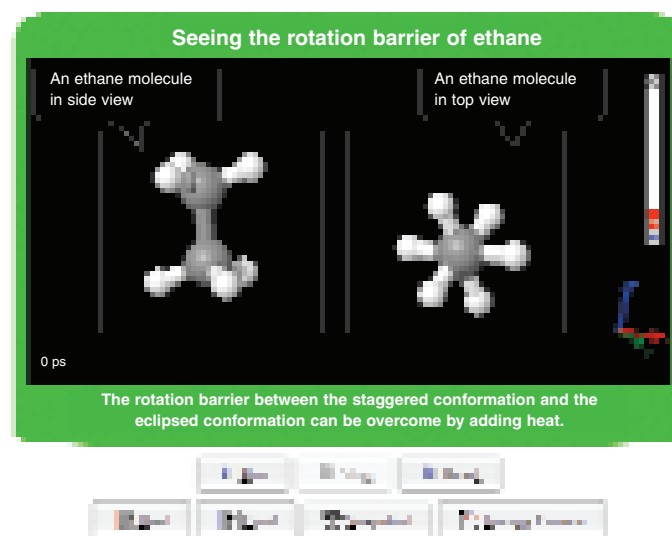 Seeing the rotation barrier of ethane
An ethane molecule
in side view
An ethane molecule
in top view
0 ps
The rotation barrier between the staggered conformation and the
eclipsed conformation can be overcome by adding heat.